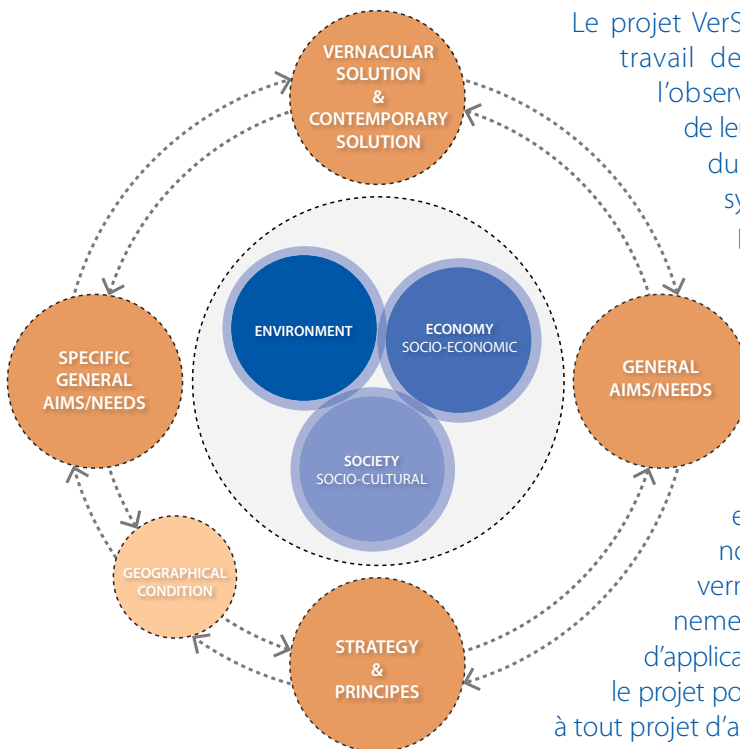 VERNACULAR
SOLUTION
&
CONTEMPORARY
SOLUTION
ENVIRONMENT
ECONOMY
SOCIO-ECONOMIC
SOCIETY
SOCIO-CULTURAL
SPECIFIC
GENERAL
AIMS/NEEDS
GENERAL
AIMS/NEEDS
GEOGRAPHICAL
CONDITION
STRATEGY
&
PRINCIPES
Le projet VerS
travail de
l'observ
de leu
du
sy
no
vern
neme
d'applica
le projet po
à tout projet d'a